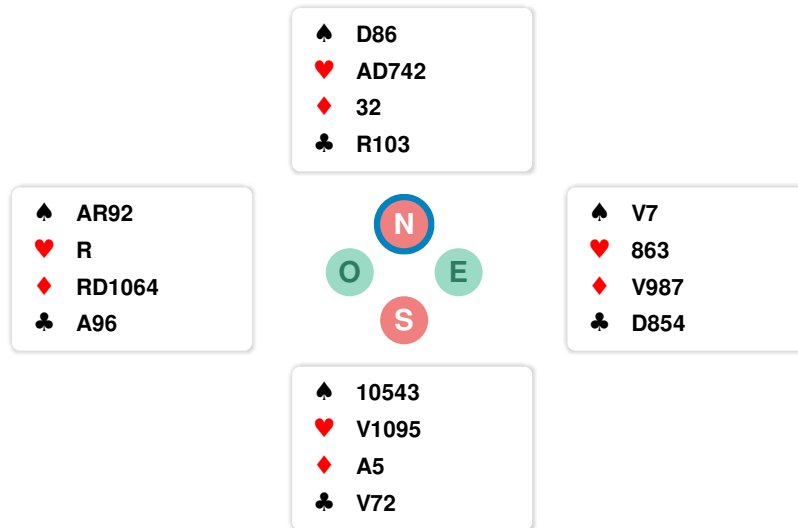 ♠ D86
♥ AD742
♦ 32
♣ R103
♠ AR92
♥ R
♦ RD1064
♣ A96
N
O E
S
♠ V7
♥ 863
♦ V987
♣ D854
♠ 10543
♥ V1095
♦ A5
♣ V72